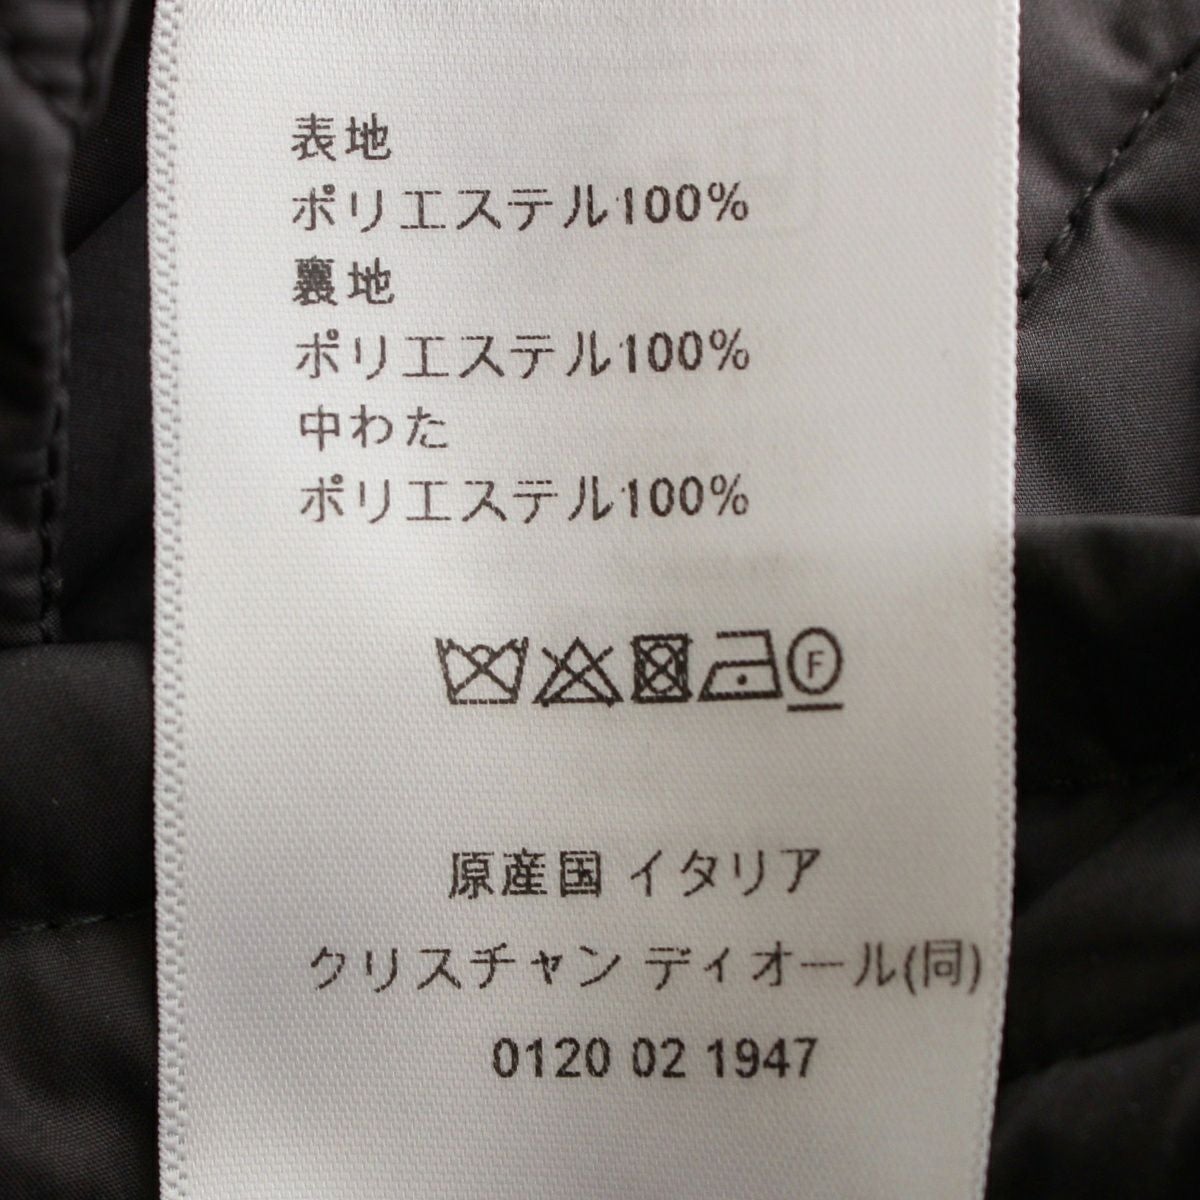 表地
ポリエステル100%
裏地
ポリエステル100%
中わた
ポリエステル100%
F
原産国 イタリア
クリスチャン ディオール(同)
0120 02 1947